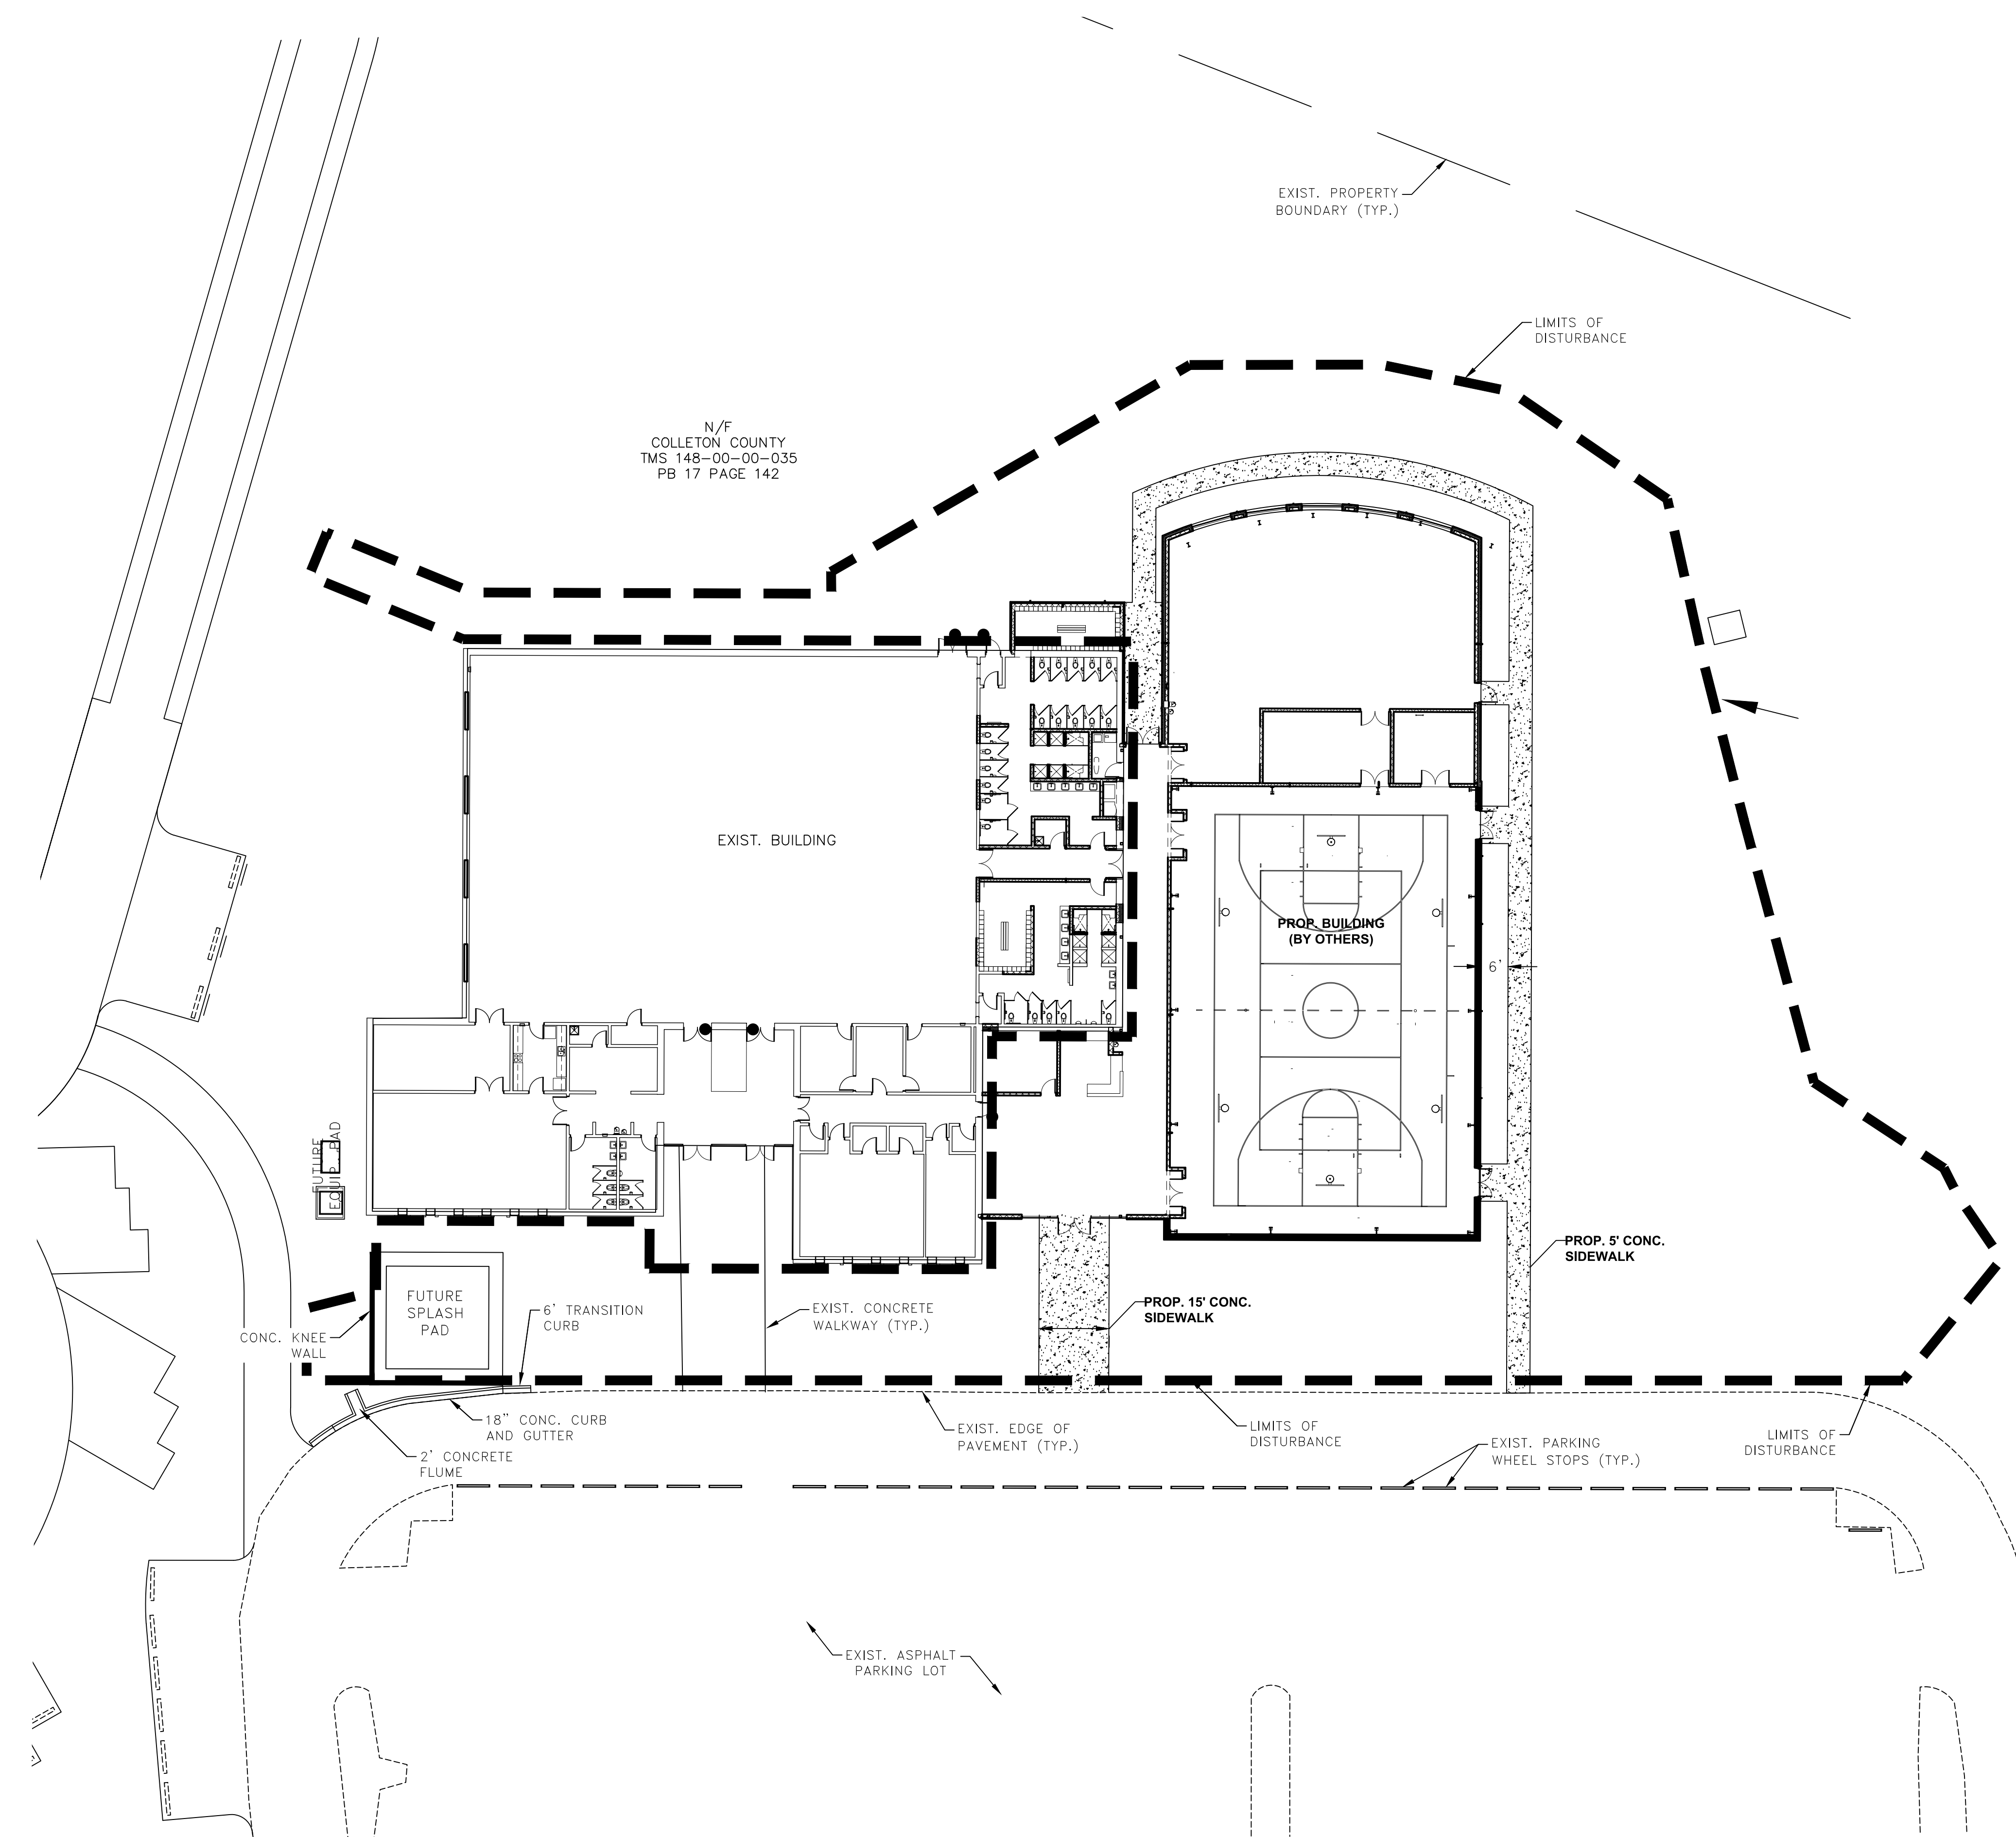 EXIST. PROPERTY
BOUNDARY (TYP.)
LIMITS OF
DISTURBANCE
N/F
COLLETON COUNTY
TMS 148-00-00-035
PB 17 PAGE 142
EXIST. BUILDING
PROP. BUILDING
(BY OTHERS)
6'
FUTURE
EQUIP. PAD
PROP. 5' CONC.
SIDEWALK
FUTURE
SPLASH
PAD
6' TRANSITION
CURB
EXIST. CONCRETE
WALKWAY (TYP.)
PROP. 15' CONC.
SIDEWALK
CONC. KNEE
WALL
18" CONC. CURB
AND GUTTER
2' CONCRETE
FLUME
EXIST. EDGE OF
PAVEMENT (TYP.)
LIMITS OF
DISTURBANCE
EXIST. PARKING
WHEEL STOPS (TYP.)
LIMITS OF
DISTURBANCE
EXIST. ASPHALT
PARKING LOT